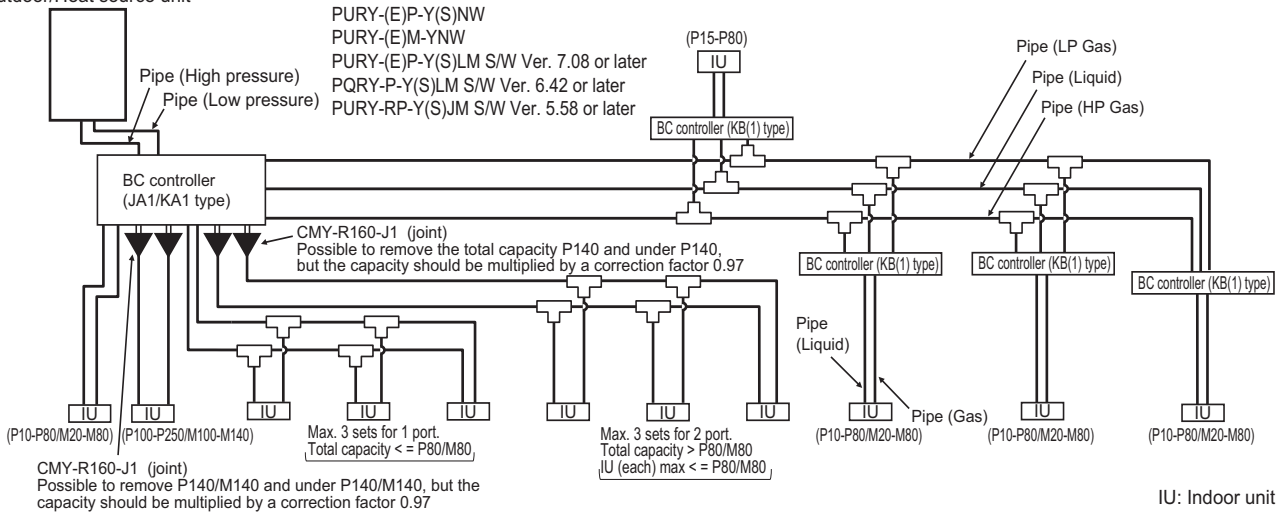 PURY-(E)P-Y(S)NW
PURY-(E)M-YNW
PURY-(E)P-Y(S)LM S/W Ver. 7.08 or later
PQRY-P-Y(S)LM S/W Ver. 6.42 or later
PURY-RP-Y(S)JM S/W Ver. 5.58 or later
Pipe (High pressure)
Pipe (Low pressure)
(P15-P80)
IU
BC controller (KB(1) type)
Pipe (LP Gas)
Pipe (Liquid)
Pipe (HP Gas)
BC controller
(JA1/KA1 type)
CMY-R160-J1 (joint)
Possible to remove the total capacity P140 and under P140,
but the capacity should be multiplied by a correction factor 0.97
BC controller (KB(1) type)
BC controller (KB(1) type)
BC controller (KB(1) type)
Pipe
(Liquid)
Pipe (Gas)
IU
IU
IU
IU
IU
IU
IU
IU
IU
IU
IU
(P10-P80/M20-M80)
(P100-P250/M100-M140)
Max. 3 sets for 1 port.
Total capacity < = P80/M80
Max. 3 sets for 2 port.
Total capacity > P80/M80
IU (each) max < = P80/M80
(P10-P80/M20-M80)
(P10-P80/M20-M80)
(P10-P80/M20-M80)
CMY-R160-J1 (joint)
Possible to remove P140/M140 and under P140/M140, but the
capacity should be multiplied by a correction factor 0.97
IU: Indoor unit